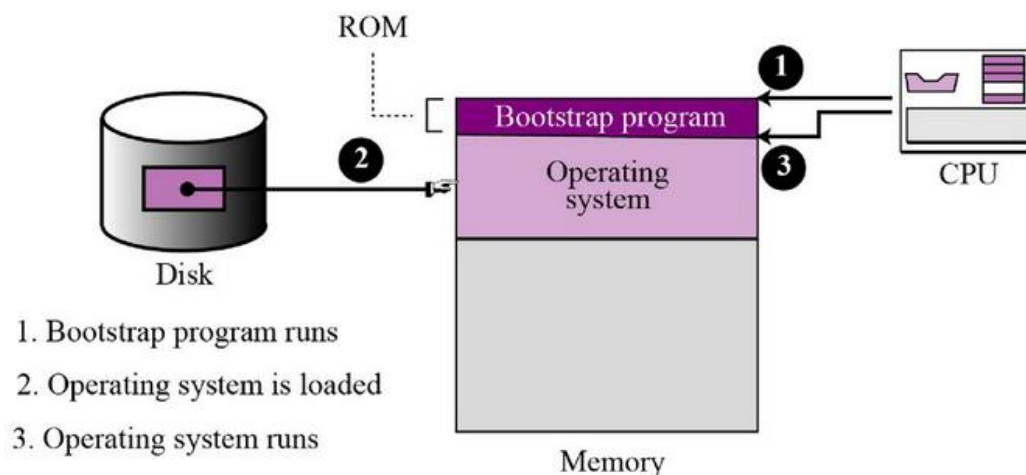 ROM
1
Bootstrap program
2
3
Operating
system
CPU
Disk
1. Bootstrap program runs
2. Operating system is loaded
3. Operating system runs
Memory